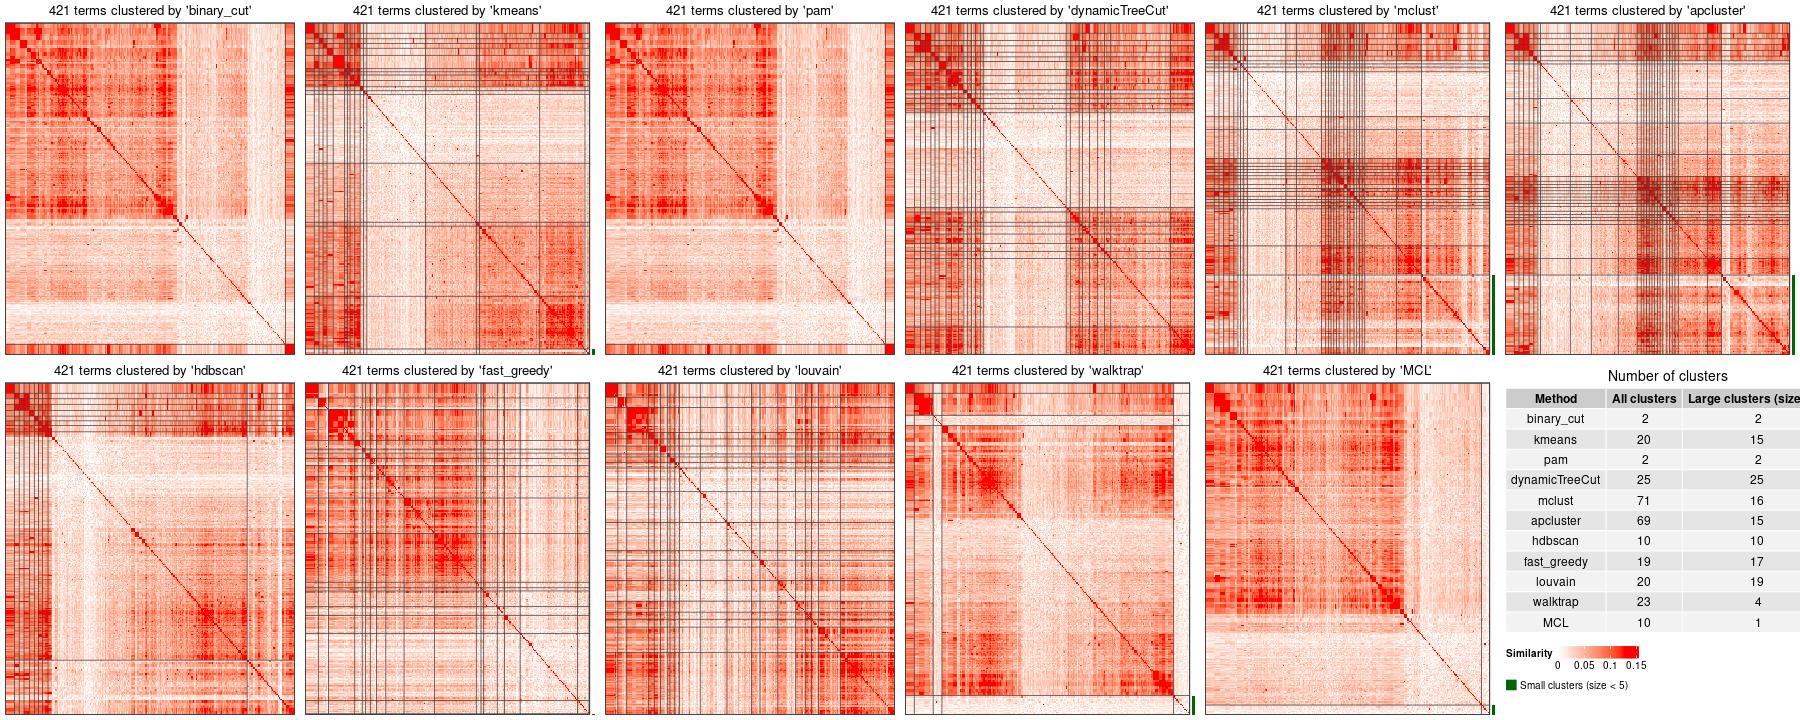 421 terms clustered by 'binary_cut'
421 terms clustered by 'kmeans'
421 terms clustered by 'pam'
421 terms clustered by 'dynamicTreeCut'
421 terms clustered by 'mclust'
421 terms clustered by 'apcluster'
421 terms clustered by 'hdbscan'
421 terms clustered by 'fast_greedy'
421 terms clustered by 'louvain'
421 terms clustered by 'walktrap'
421 terms clustered by 'MCL'
Number of clusters
Method All clusters Large clusters (size
binary_cut 2 2
kmeans 20 15
pam 2 2
dynamicTreeCut 25 25
mclust 71 16
apcluster 69 15
hdbscan 10 10
fast_greedy 19 17
louvain 20 19
walktrap 23 4
MCL 10 1
Similarity
0 0.05 0.1 0.15
Small clusters (size < 5)